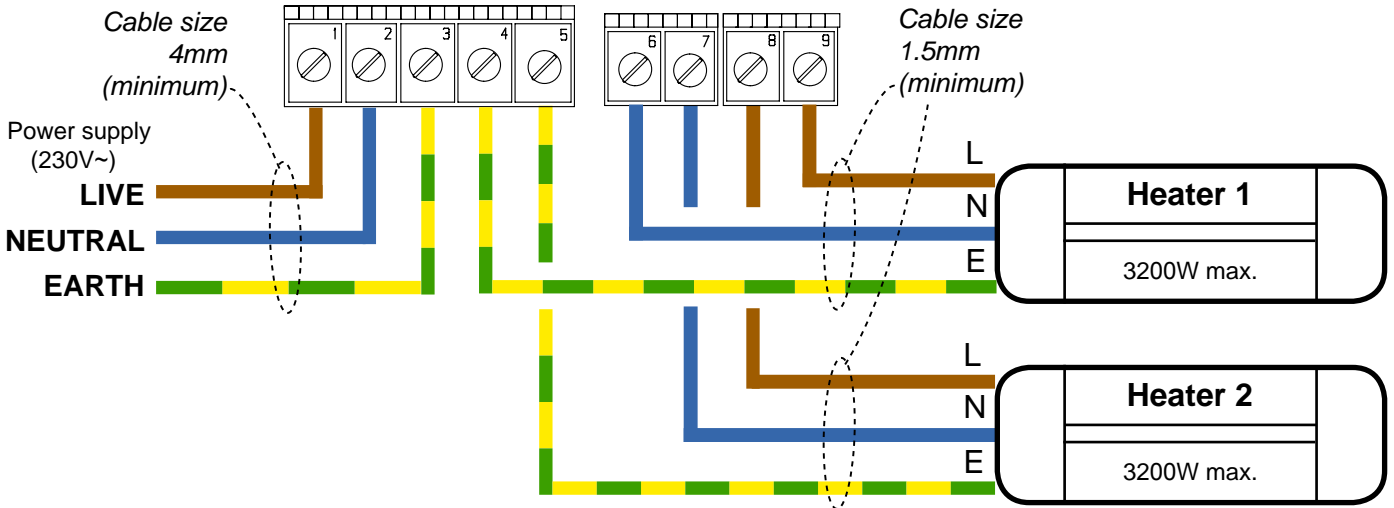 Cable size
4mm
(minimum)
1
2
3
4
5
6
7
8
9
Cable size
1.5mm
(minimum)
Power supply
(230V~)
LIVE
NEUTRAL
EARTH
L
N
E
Heater 1
3200W max.
L
N
E
Heater 2
3200W max.